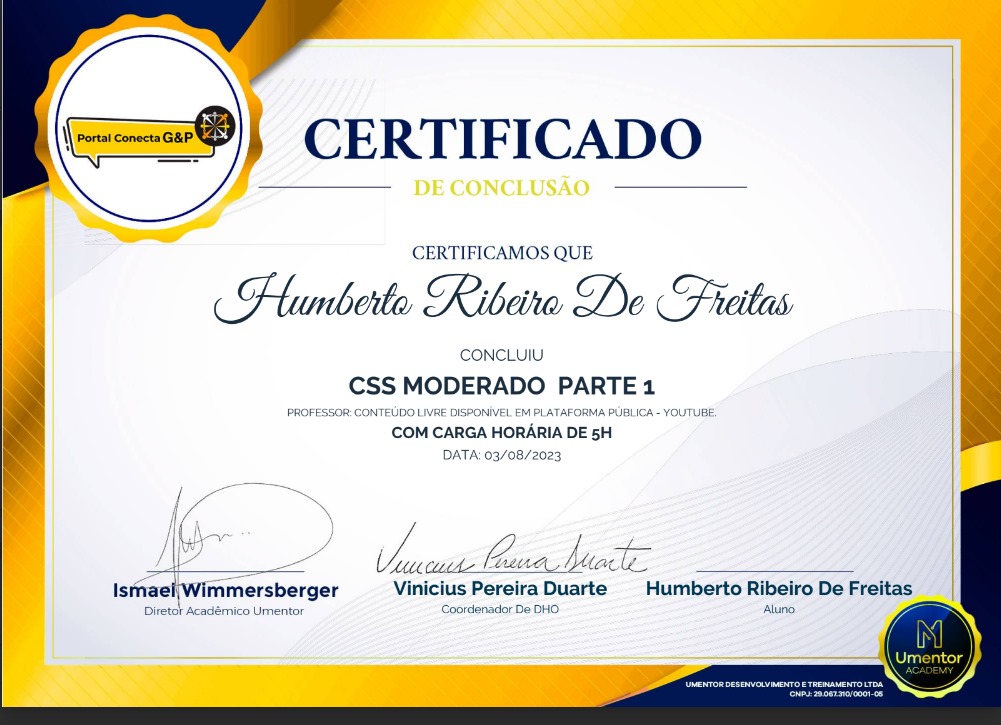 Portal Conecta G&P
CERTIFICADO
DE CONCLUSÃO
CERTIFICAMOS QUE
Humberto Ribeiro De Freitas
CONCLUIU
CSS MODERADO PARTE 1
PROFESSOR: CONTEÚDO LIVRE DISPONÍVEL EM PLATAFORMA PÚBLICA - YOUTUBE.
COM CARGA HORÁRIA DE 5H
DATA: 03/08/2023
Vinicius Pereira Duarte
Ismael Wimmersberger
Diretor Acadêmico Umentor
Vinicius Pereira Duarte
Coordenador De DHO
Humberto Ribeiro De Freitas
Aluno
Umentor
ACADEMY
UMENTOR DESENVOLVIMENTO E TREINAMENTO LTDA
CNPJ: 29.067.310/0001-05